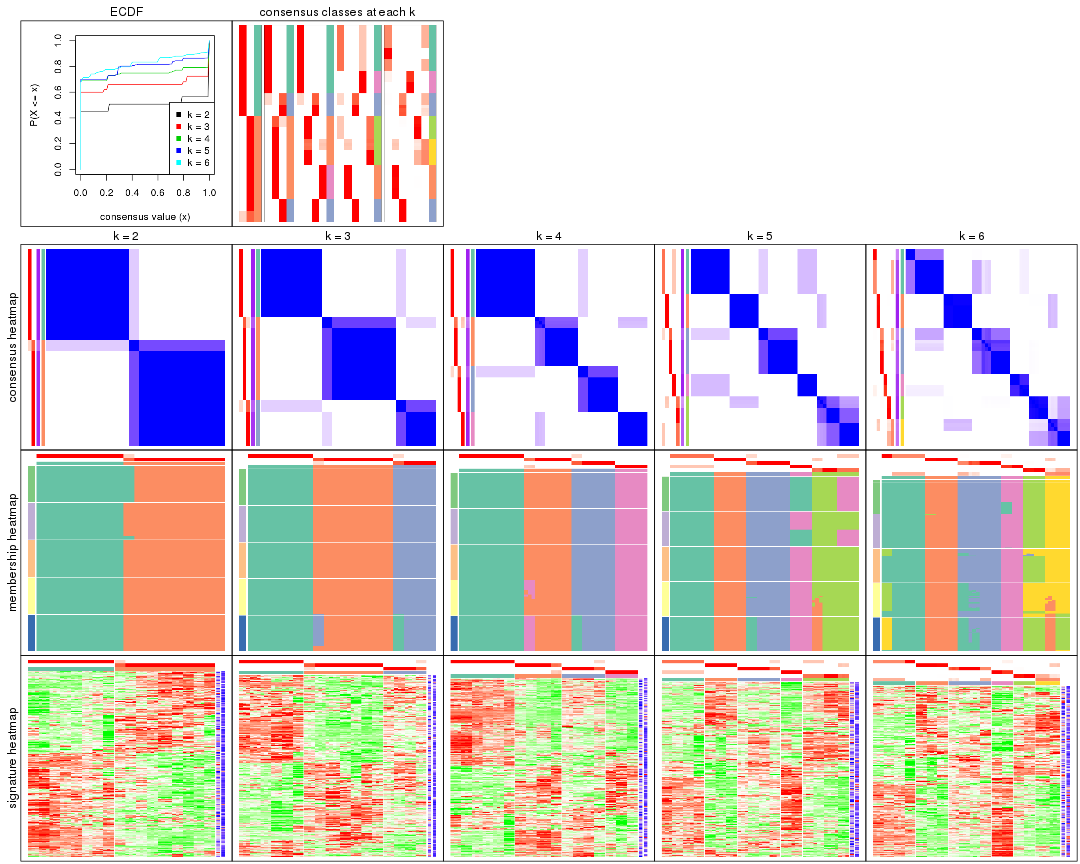 ECDF
consensus classes at each k
P(X <= x)
0.0 0.2 0.4 0.6 0.8 1.0
k = 2
k = 3
k = 4
k = 5
k = 6
0.0 0.2 0.4 0.6 0.8 1.0
consensus value (x)
k = 2
k = 3
k = 4
k = 5
k = 6
consensus heatmap
membership heatmap
signature heatmap